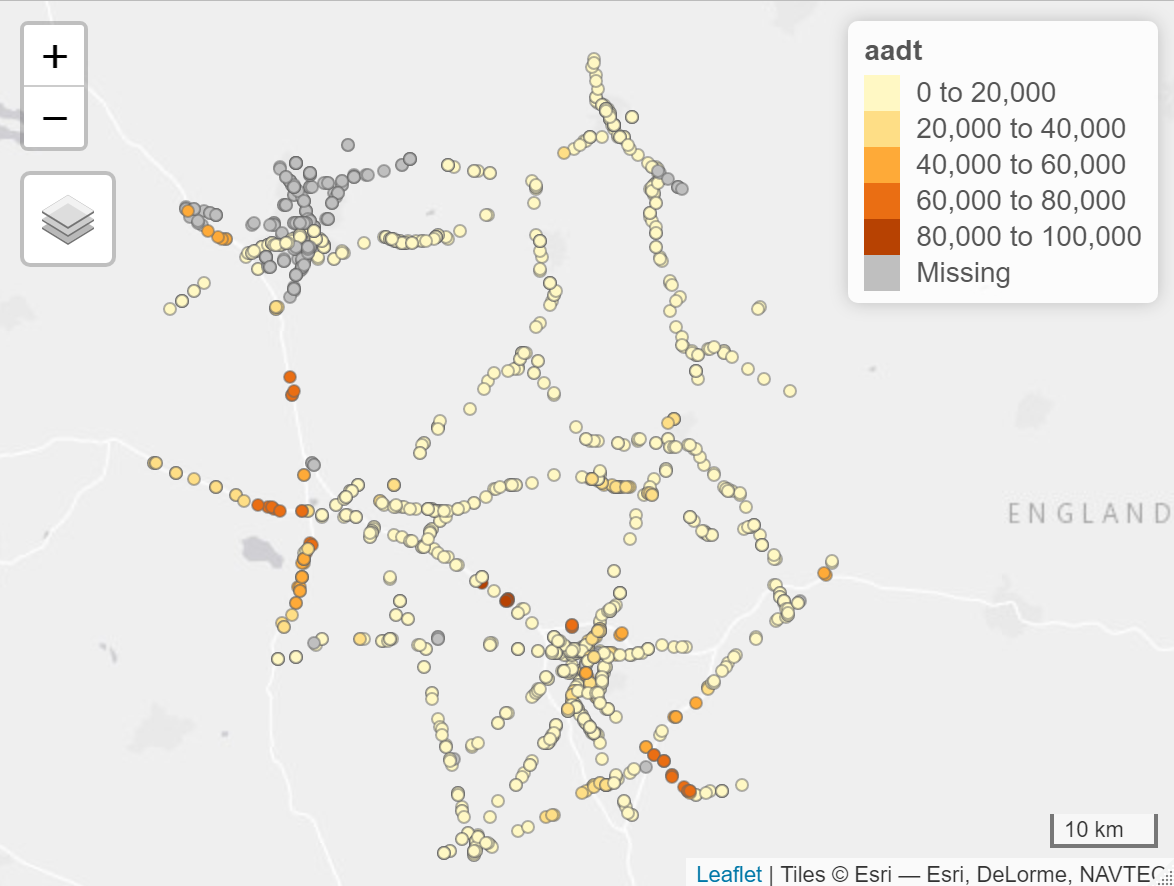 +
−
aadt
0 to 20,000
20,000 to 40,000
40,000 to 60,000
60,000 to 80,000
80,000 to 100,000
Missing
ENGLAND
10 km
Leaflet | Tiles © Esri — Esri, DeLorme, NAVTEQ